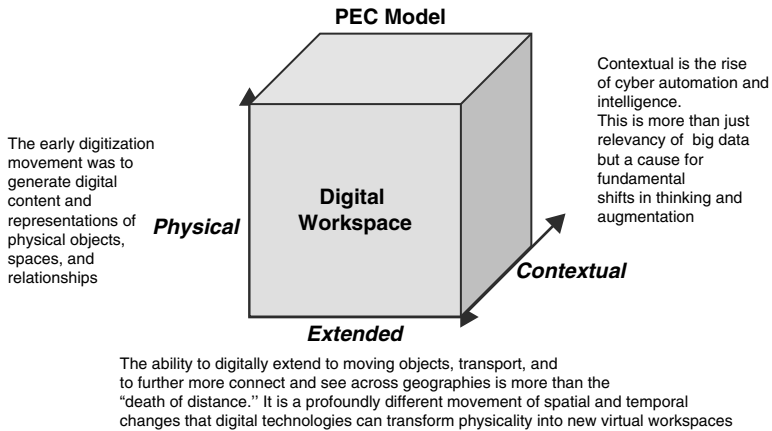 PEC Model
Contextual is the rise
of cyber automation and
intelligence.
This is more than just
relevancy of big data
but a cause for
fundamental
shifts in thinking and
augmentation
The early digitization
movement was to
generate digital
content and
representations of
physical objects,
spaces, and
relationships
Physical
Digital
Workspace
Contextual
Extended
The ability to digitally extend to moving objects, transport, and
to further more connect and see across geographies is more than the
“death of distance.’’ It is a profoundly different movement of spatial and temporal
changes that digital technologies can transform physicality into new virtual workspaces